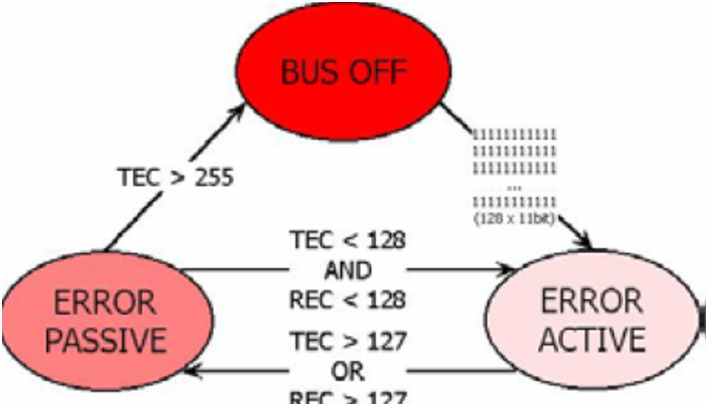 BUS OFF
TEC > 255
11111111111
11111111111
11111111111
...
11111111111
(128 x 11bit)
TEC < 128
AND
REC < 128
ERROR
PASSIVE
ERROR
ACTIVE
TEC > 127
OR
REC > 127